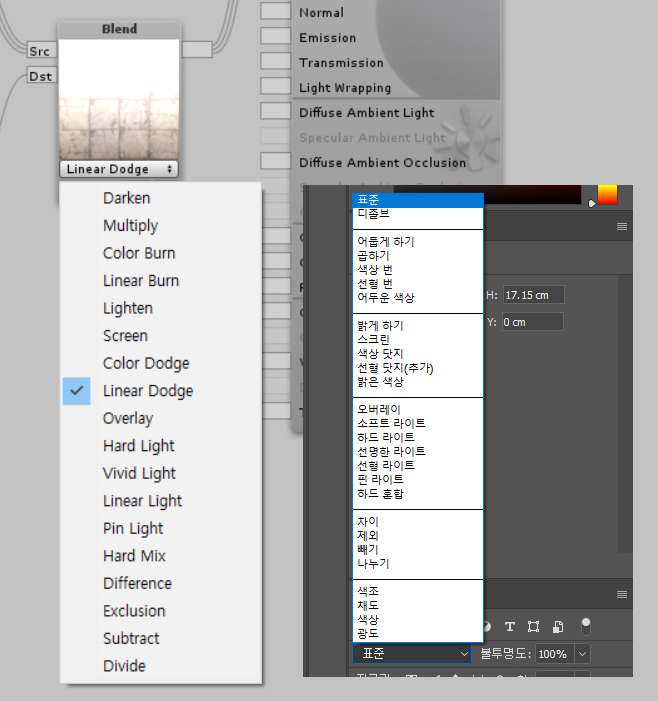 Blend
Src
Dst
Linear Dodge
Normal
Emission
Transmission
Light Wrapping
Diffuse Ambient Light
Specular Ambient Light
Diffuse Ambient Occlusion
Darken
Multiply
Color Burn
Linear Burn
Lighten
Screen
Color Dodge
Linear Dodge
Overlay
Hard Light
Vivid Light
Linear Light
Pin Light
Hard Mix
Difference
Exclusion
Subtract
Divide
표준
디졸브
어둡게 하기
곱하기
색상 번
선형 번
어두운 색상
밝게 하기
스크린
색상 닷지
선형 닷지(추가)
밝은 색상
오버레이
소프트 라이트
하드 라이트
선명한 라이트
선형 라이트
핀 라이트
하드 혼합
차이
제외
빼기
나누기
색조
채도
색상
광도
H: 17.15 cm
Y: 0 cm
T
표준
불투명도: 100%